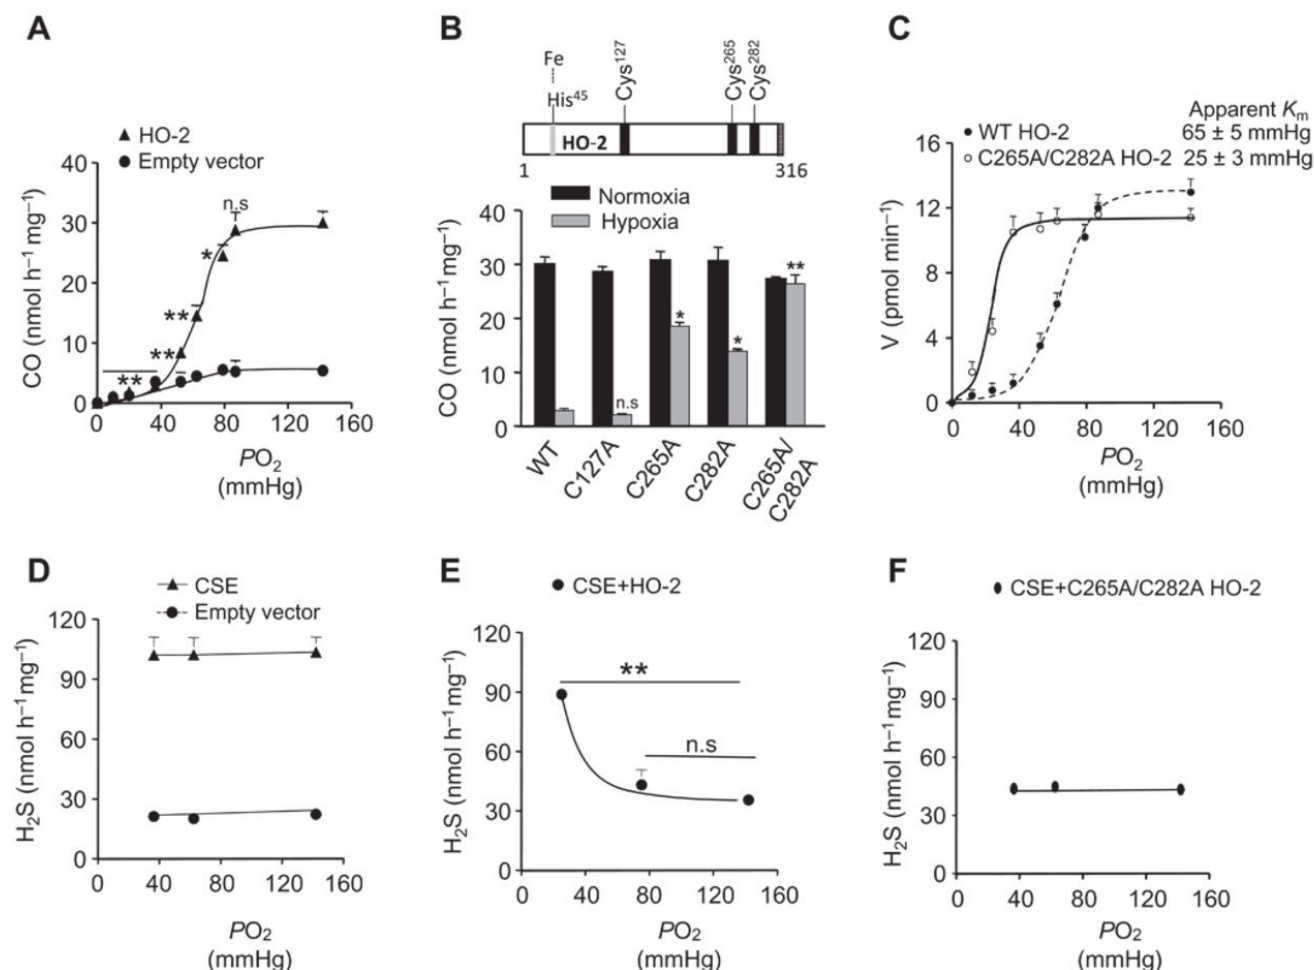 A
HO-2
Empty vector
CO (nmol h⁻¹ mg⁻¹)
40
30
20
10
0
n.s
*
**
**
**
0 40 80 120 160
PO₂
(mmHg)
B
Fe
His⁴⁵
Cys¹²⁷
Cys²⁶⁵
Cys²⁸²
HO-2
1 316
Normoxia
Hypoxia
CO (nmol h⁻¹ mg⁻¹)
40
30
20
10
0
n.s
*
*
**
WT
C127A
C265A
C282A
C265A/
C282A
C
Apparent Kₘ
WT HO-2 65 ± 5 mmHg
C265A/C282A HO-2 25 ± 3 mmHg
V (pmol min⁻¹)
16
12
8
4
0
0 40 80 120 160
PO₂
(mmHg)
D
CSE
Empty vector
H₂S (nmol h⁻¹ mg⁻¹)
120
90
60
30
0
0 40 80 120 160
PO₂
(mmHg)
E
CSE+HO-2
H₂S (nmol h⁻¹ mg⁻¹)
120
90
60
30
0
**
n.s
0 40 80 120 160
PO₂
(mmHg)
F
CSE+C265A/C282A HO-2
H₂S (nmol h⁻¹ mg⁻¹)
120
90
60
30
0
0 40 80 120 160
PO₂
(mmHg)